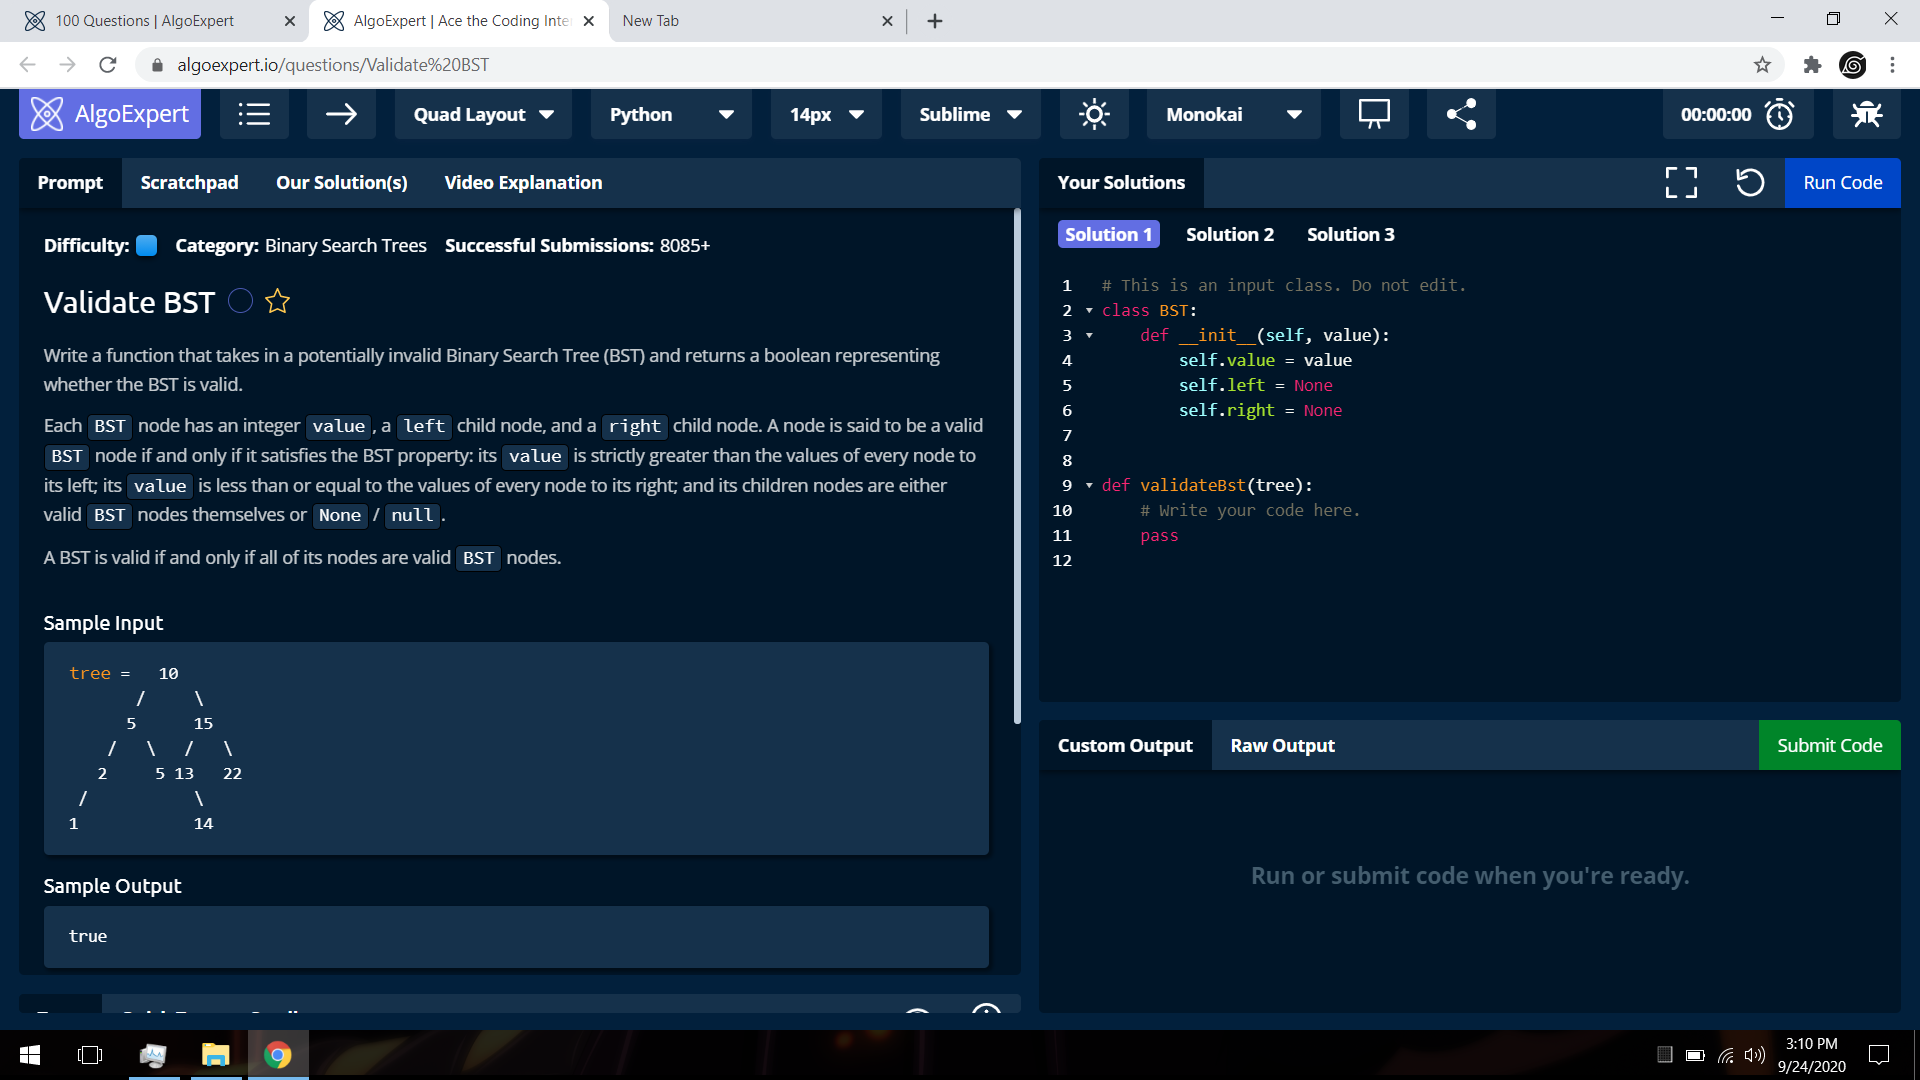 100 Questions | AlgoExpert
AlgoExpert | Ace the Coding Inte
New Tab
algoexpert.io/questions/Validate%20BST
AlgoExpert
Quad Layout
Python
14px
Sublime
Monokai
00:00:00
Prompt
Scratchpad
Our Solution(s)
Video Explanation
Difficulty: Category: Binary Search Trees Successful Submissions: 8085+
Validate BST
Write a function that takes in a potentially invalid Binary Search Tree (BST) and returns a boolean representing
whether the BST is valid.
Each BST node has an integer value, a left child node, and a right child node. A node is said to be a valid
BST node if and only if it satisfies the BST property: its value is strictly greater than the values of every node to
its left; its value is less than or equal to the values of every node to its right; and its children nodes are either
valid BST nodes themselves or None / null.
A BST is valid if and only if all of its nodes are valid BST nodes.
Sample Input
tree =   10
       /     \
      5      15
    /   \   /   \
   2     5 13   22
 /           \
1            14
Sample Output
true
Your Solutions
Run Code
Solution 1
Solution 2
Solution 3
1 # This is an input class. Do not edit.
2 class BST:
3     def __init__(self, value):
4         self.value = value
5         self.left = None
6         self.right = None
7
8
9 def validateBst(tree):
10     # Write your code here.
11     pass
12
Custom Output
Raw Output
Submit Code
Run or submit code when you're ready.
3:10 PM
9/24/2020